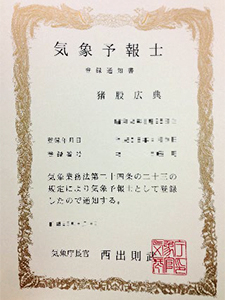 気象予報士
登録通知書
猪股広典
登録年月日
登録番号
気象業務法第二十四条の二十三の
規定により気象予報士として登録
したので通知する。
気象庁長官 西出則武